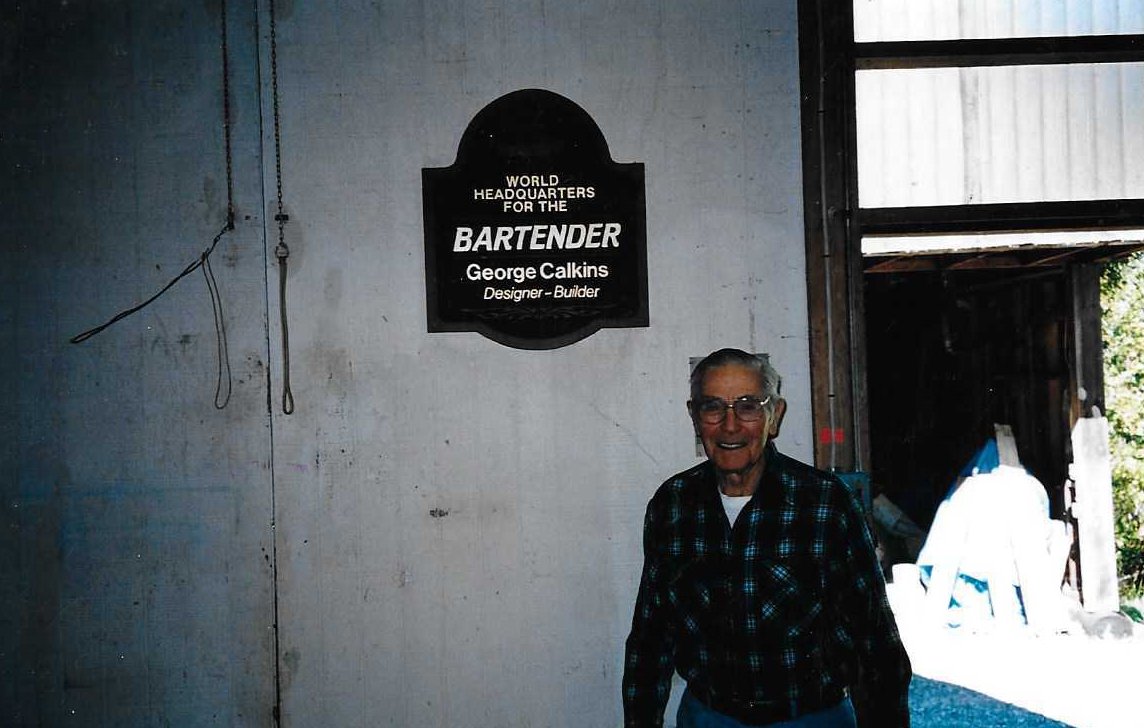 WORLD
HEADQUARTERS
FOR THE
BARTENDER
George Calkins
Designer - Builder